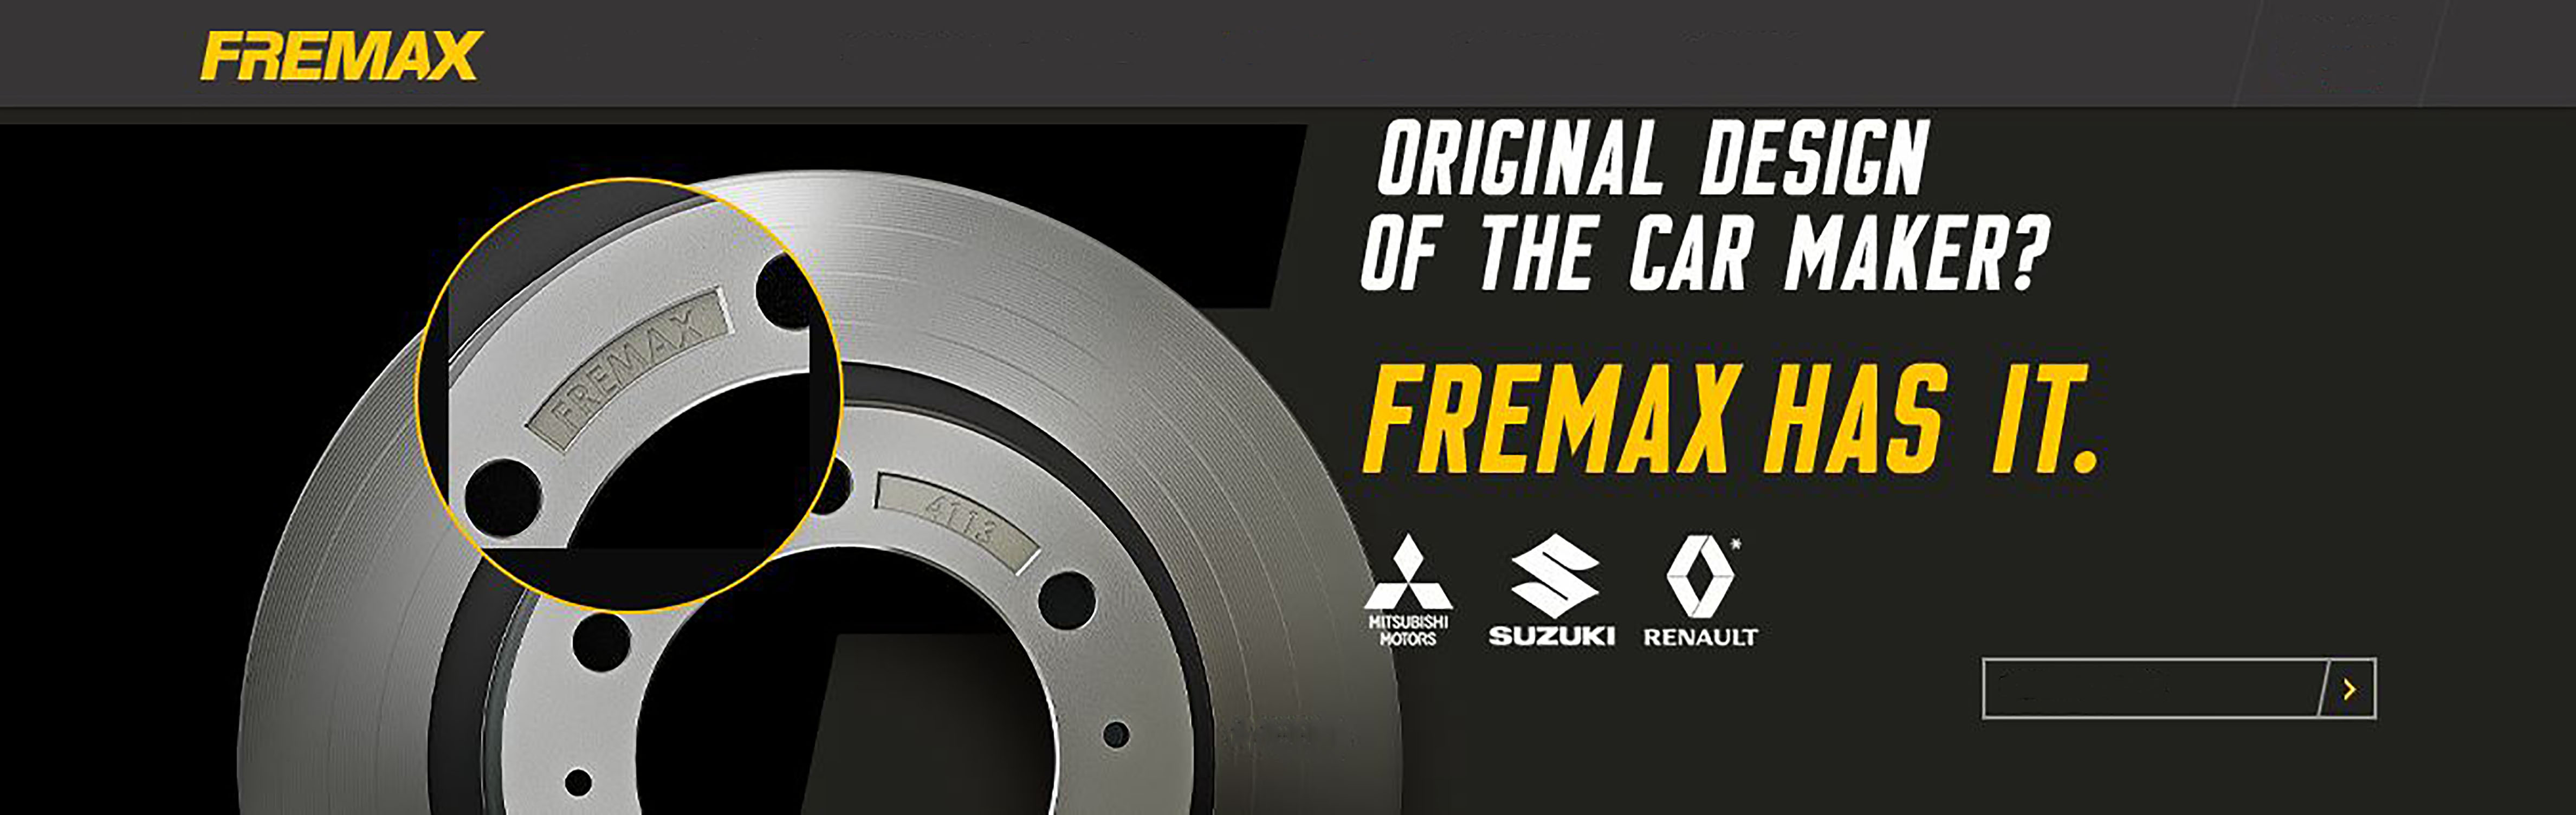 FREMAX
ORIGINAL DESIGN
OF THE CAR MAKER?
FREMAX HAS IT.
FREMAX
4113
MITSUBISHI
MOTORS
SUZUKI
RENAULT*